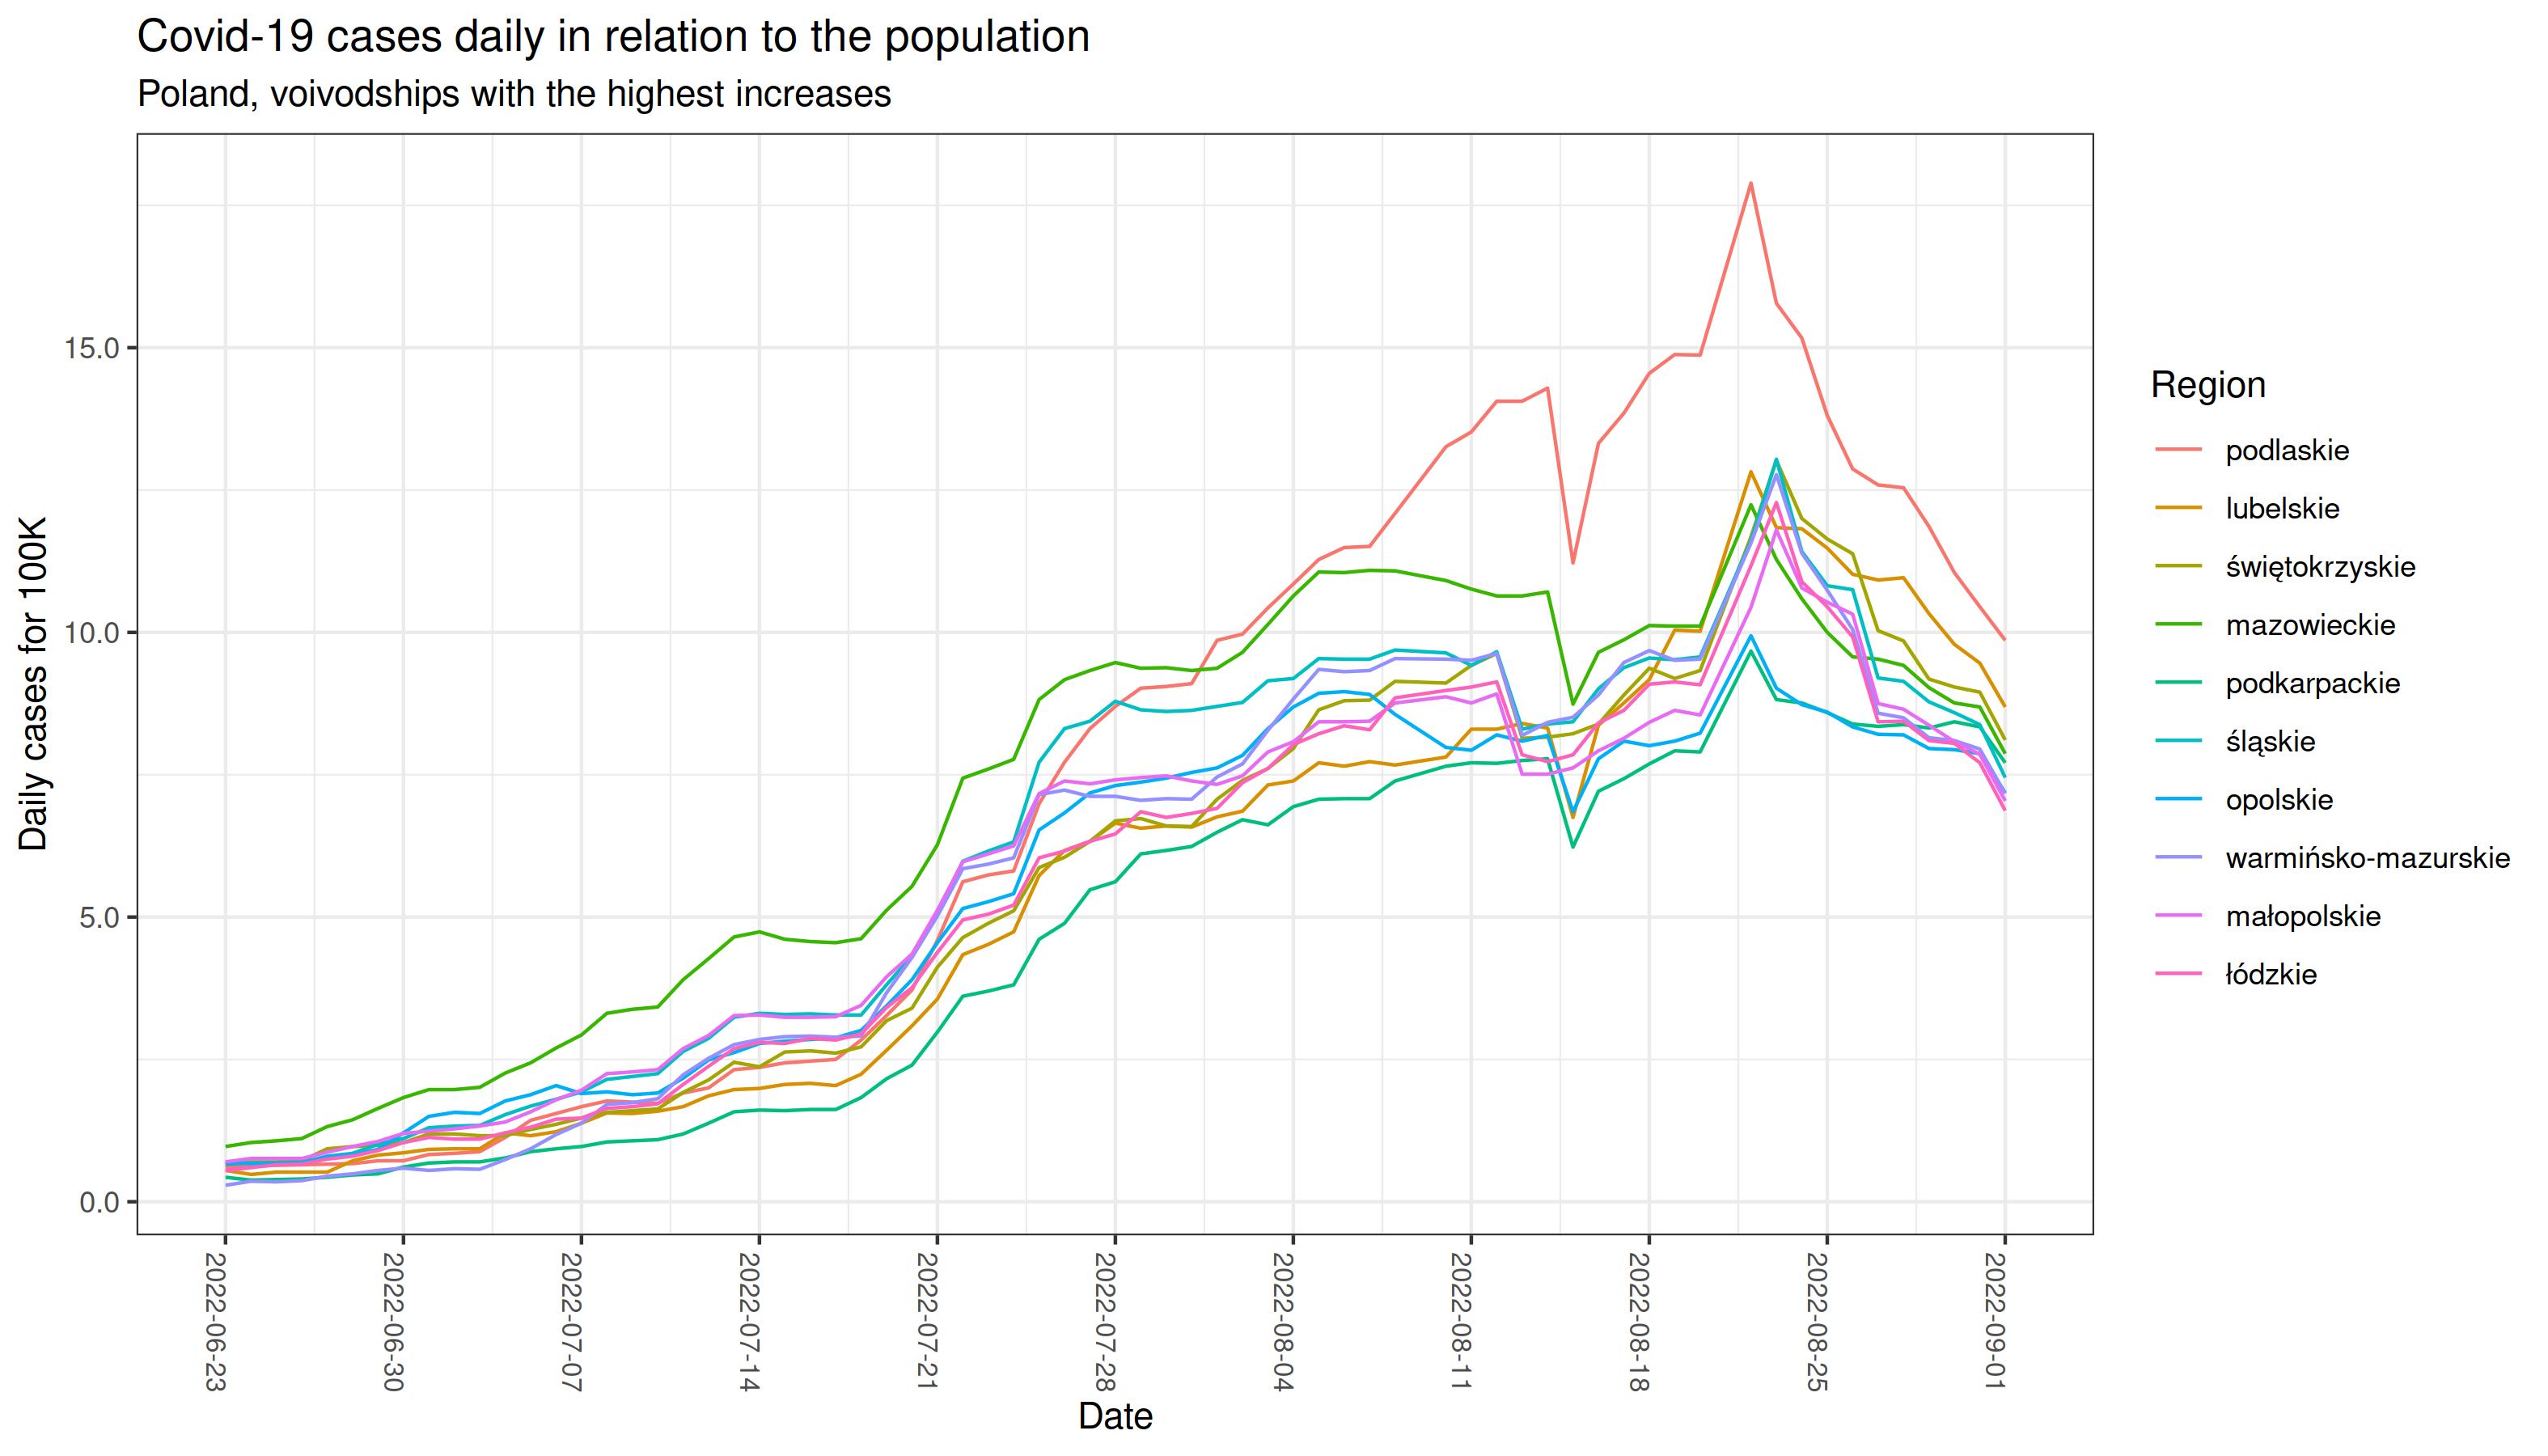 Covid-19 cases daily in relation to the population
Poland, voivodships with the highest increases
Daily cases for 100K
15.0
10.0
5.0
0.0
2022-06-23
2022-06-30
2022-07-07
2022-07-14
2022-07-21
2022-07-28
2022-08-04
2022-08-11
2022-08-18
2022-08-25
2022-09-01
Date
Region
podlaskie
lubelskie
świętokrzyskie
mazowieckie
podkarpackie
śląskie
opolskie
warmińsko-mazurskie
małopolskie
łódzkie